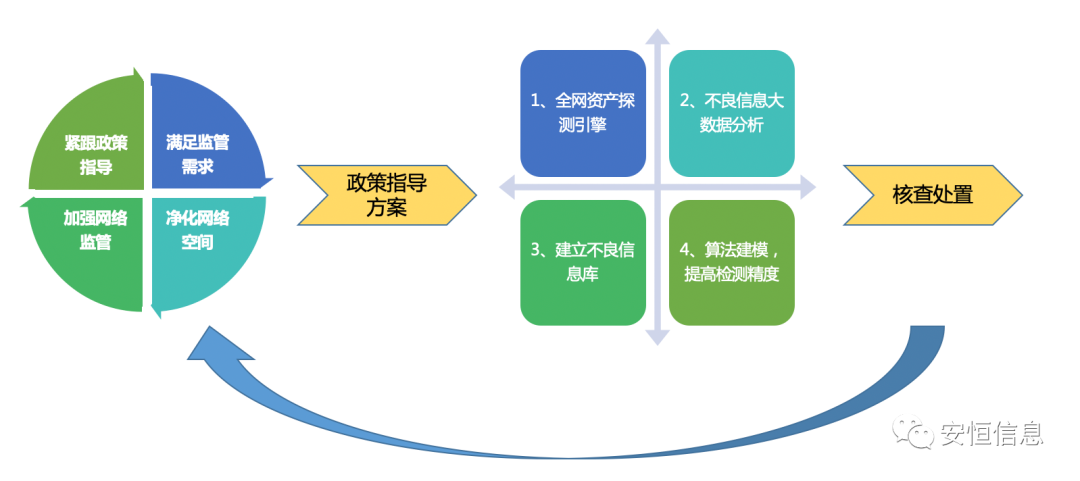 紧跟政策
指导
满足监管
需求
加强网络
监管
净化网络
空间
政策指导
方案
1、全网资产探
测引擎
2、不良信息大
数据分析
3、建立不良信
息库
4、算法建模，
提高检测精度
核查处置
安恒信息